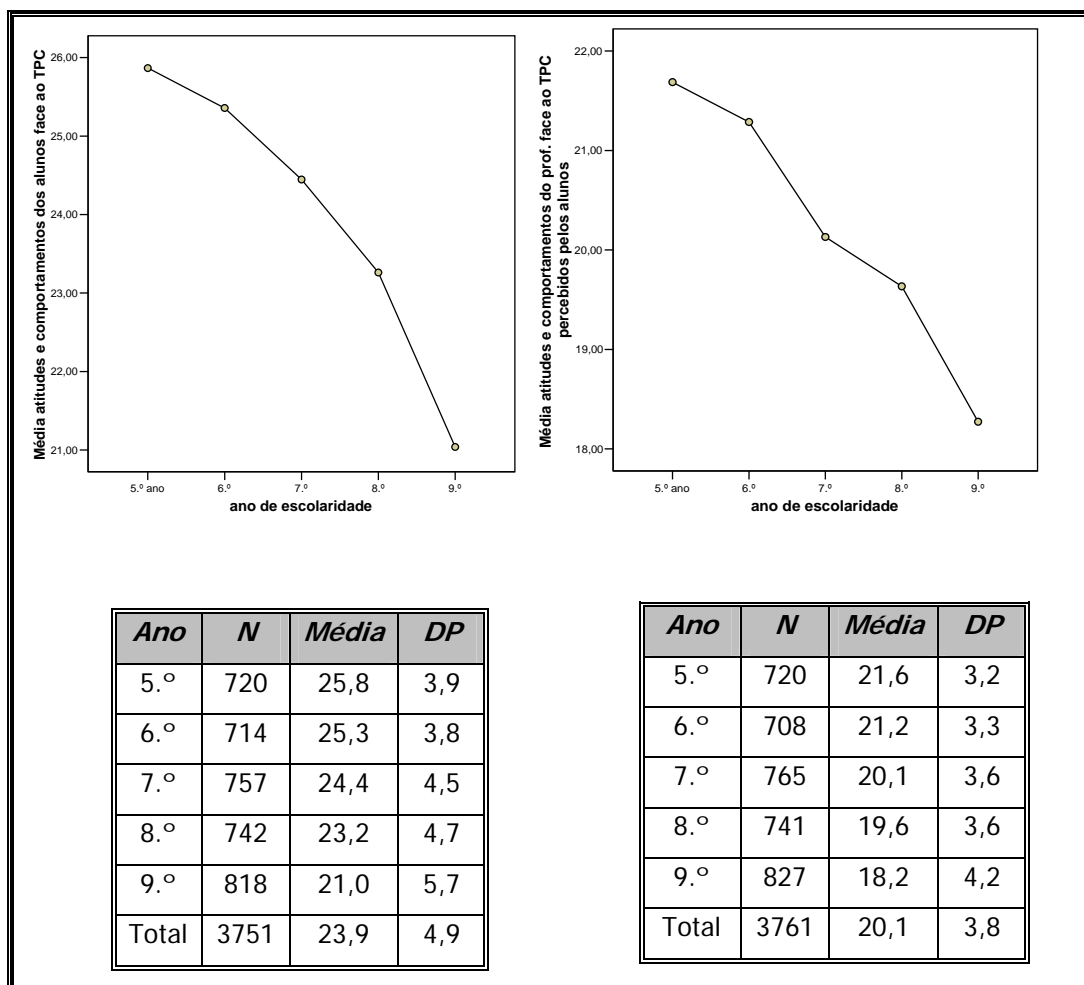 Média atitudes e comportamentos dos alunos face ao TPC
26,00
25,00
24,00
23,00
22,00
21,00
5.º ano 6.º 7.º 8.º 9.º
ano de escolaridade
Média atitudes e comportamentos do prof. face ao TPC
percebidos pelos alunos
22,00
21,00
20,00
19,00
18,00
5.º ano 6.º 7.º 8.º 9.º
ano de escolaridade
Ano N Média DP
5.º 720 25,8 3,9
6.º 714 25,3 3,8
7.º 757 24,4 4,5
8.º 742 23,2 4,7
9.º 818 21,0 5,7
Total 3751 23,9 4,9
Ano N Média DP
5.º 720 21,6 3,2
6.º 708 21,2 3,3
7.º 765 20,1 3,6
8.º 741 19,6 3,6
9.º 827 18,2 4,2
Total 3761 20,1 3,8